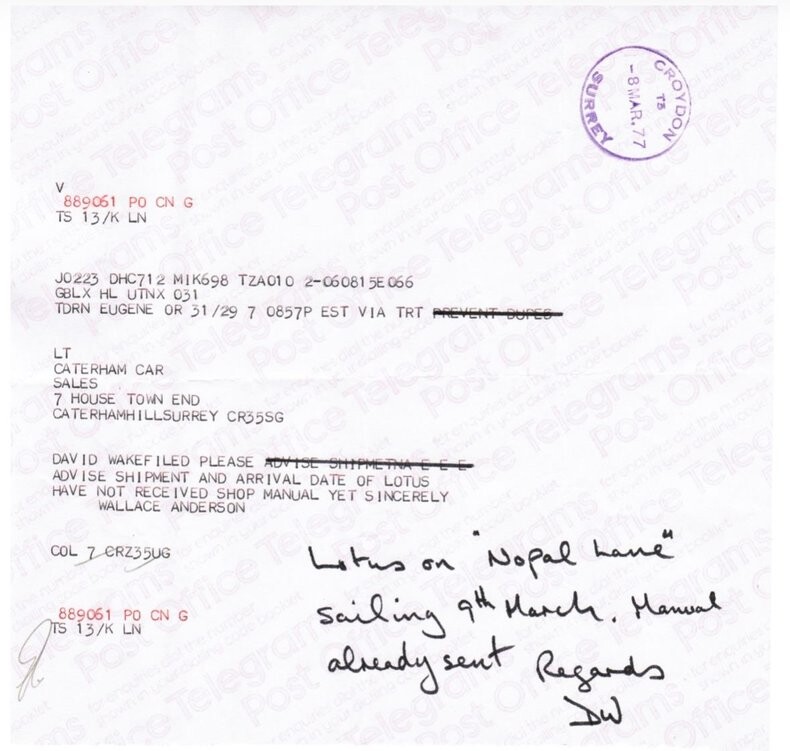 CROYDON
TS
-8 MAR. 77
SURREY
V
889061 PO CN G
TS 13/K LN
J0223 DHC712 MIK698 TZA010 2-060815E066
GBLX HL UTNX 031
TDRN EUGENE OR 31/29 7 0857P EST VIA TRT PREVENT DUPES
LT
CATERHAM CAR
SALES
7 HOUSE TOWN END
CATERHAMHILLSURREY CR35SG
DAVID WAKEFILED PLEASE ADVISE SHIPMETNA E E E
ADVISE SHIPMENT AND ARRIVAL DATE OF LOTUS
HAVE NOT RECEIVED SHOP MANUAL YET SINCERELY
WALLACE ANDERSON
COL 7 CRZ35UG
889061 PO CN G
TS 13/K LN
Lotus on "Nopal Lane"
sailing 9th March. Manual
already sent Regards
DW
Post Office Telegrams